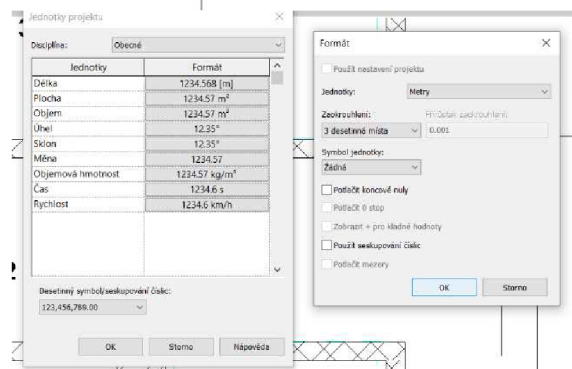 Jednotky projektu
Disciplína: Obecné
Jednotky Formát
Délka 1234.568 [m]
Plocha 1234.57 m²
Objem 1234.57 m³
Úhel 12.35°
Sklon 12.35°
Měna 1234.57
Objemová hmotnost 1234.57 kg/m³
Čas 1234.6 s
Rychlost 1234.6 km/h
Desetinný symbol/seskupování číslic:
123,456,789.00
OK Storno Nápověda
Formát
Použít nastavení projektu
Jednotky: Metry
Zaokrouhlení: Přírůstek zaokrouhlení:
3 desetinná místa 0.001
Symbol jednotky:
Žádná
Potlačit koncové nuly
Potlačit 0 stop
Zobrazit + pro kladné hodnoty
Použít seskupování číslic
Potlačit mezery
OK Storno